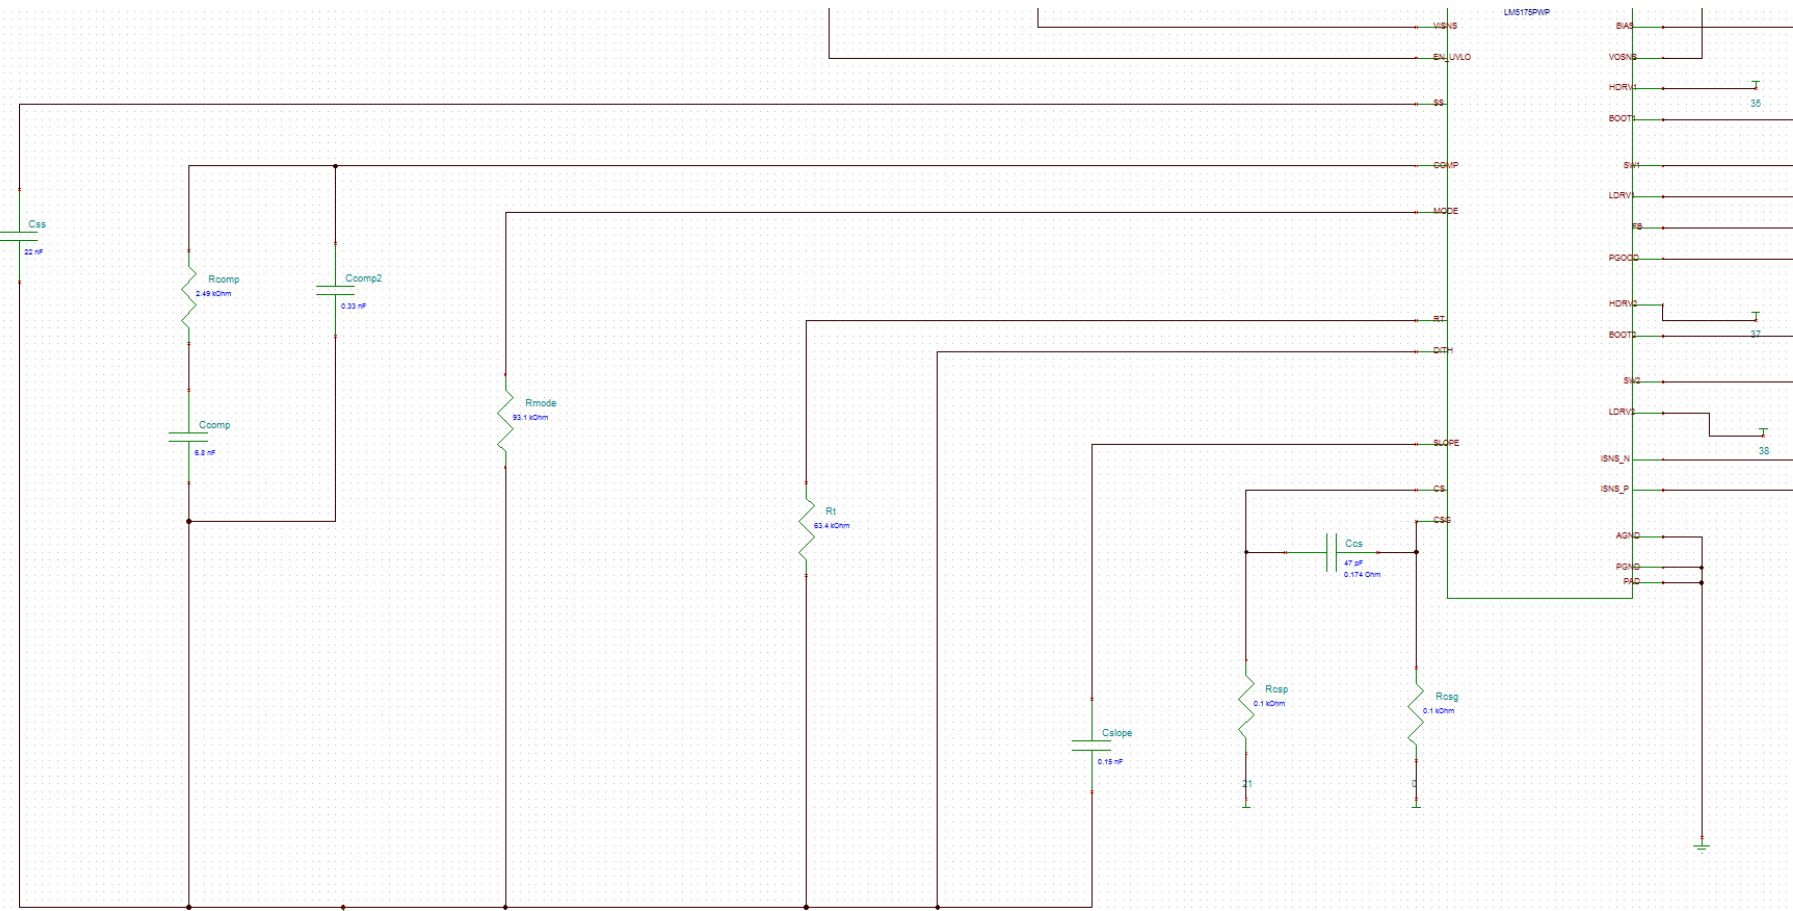 LM5175PWP
VISNS
BIAS
EN_UVLO
VOSNS
HDRV1
35
SS
BOOT1
COMP
SW1
LDRV1
MODE
FB
Css
22 nF
PGOOD
Rcomp
2.49 kOhm
Ccomp2
0.33 nF
HDRV2
RT
37
BOOT2
DITH
SW2
Rmode
93.1 kOhm
LDRV2
Ccomp
6.8 nF
SLOPE
38
ISNS_N
CS
ISNS_P
Rt
63.4 kOhm
CSG
AGND
Ccs
47 pF
0.174 Ohm
PGND
PAD
Rcsp
0.1 kOhm
Rcsg
0.1 kOhm
Cslope
0.15 nF
21